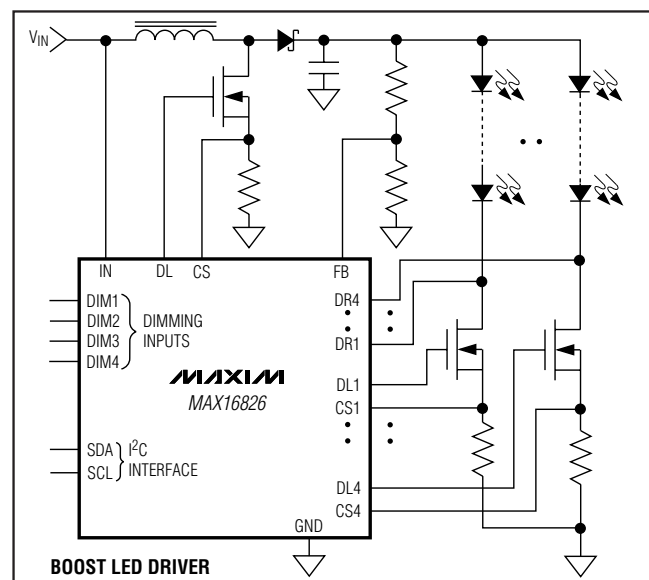 VIN
IN DL CS FB
DIM1
DIM2
DIM3
DIM4
DIMMING
INPUTS
DR4
DR1
DL1
CS1
MAXIM
MAX16826
SDA
SCL
I²C
INTERFACE
DL4
CS4
GND
BOOST LED DRIVER